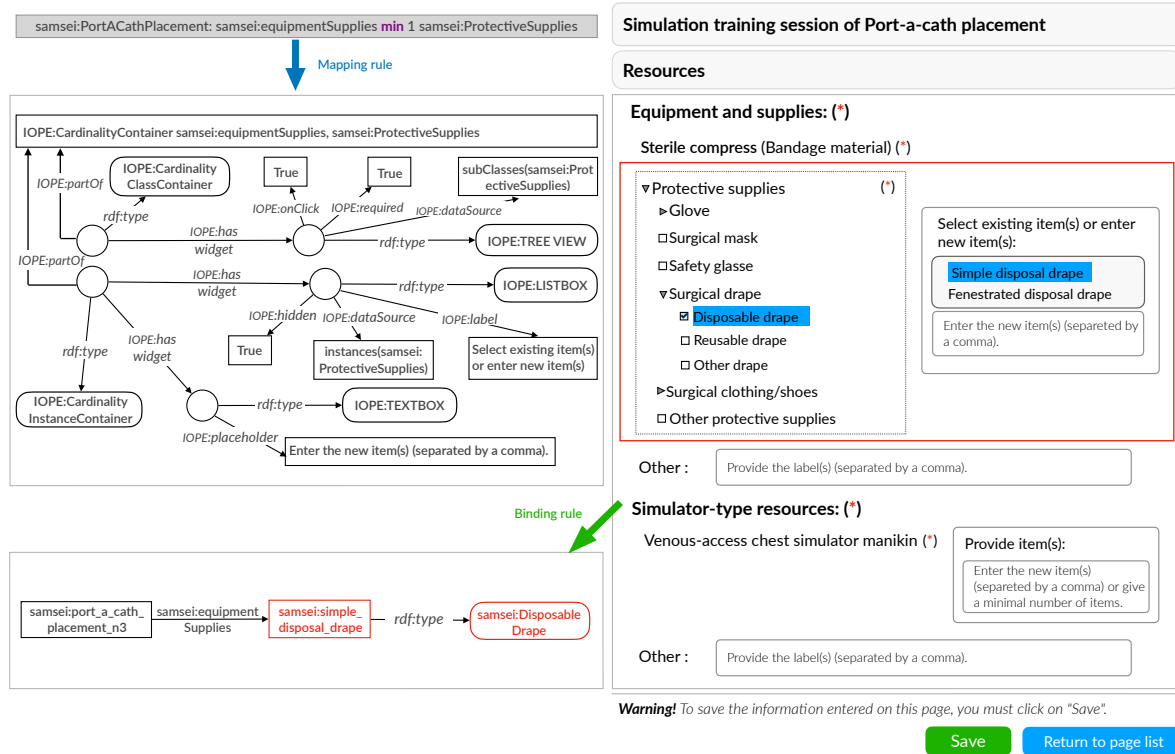 samsei:PortACathPlacement: samsei:equipmentSupplies min 1 samsei:ProtectiveSupplies
Mapping rule
IOPE:CardinalityContainer samsei:equipmentSupplies, samsei:ProtectiveSupplies
IOPE:partOf
IOPE:Cardinality
ClassContainer
True
True
subClasses(samsei:Prot
ectiveSupplies)
rdf:type
IOPE:onClick
IOPE:required
IOPE:dataSource
IOPE:has
widget
rdf:type
IOPE:TREE VIEW
IOPE:partOf
IOPE:has
widget
rdf:type
IOPE:LISTBOX
IOPE:hidden
IOPE:dataSource
IOPE:label
rdf:type
IOPE:has
widget
True
instances(samsei:
ProtectiveSupplies)
Select existing item(s)
or enter new item(s)
IOPE:Cardinality
InstanceContainer
rdf:type
IOPE:TEXTBOX
IOPE:placeholder
Enter the new item(s) (separated by a comma).
Binding rule
samsei:port_a_cath_
placement_n3
samsei:equipment
Supplies
samsei:simple_
disposal_drape
rdf:type
samsei:Disposable
Drape
Simulation training session of Port-a-cath placement
Resources
Equipment and supplies: (*)
Sterile compress (Bandage material) (*)
Protective supplies (*)
Glove
Surgical mask
Safety glasse
Surgical drape
Disposable drape
Reusable drape
Other drape
Surgical clothing/shoes
Other protective supplies
Select existing item(s) or enter
new item(s):
Simple disposal drape
Fenestrated disposal drape
Enter the new item(s) (separeted by
a comma).
Other : Provide the label(s) (separated by a comma).
Simulator-type resources: (*)
Venous-access chest simulator manikin (*)
Provide item(s):
Enter the new item(s)
(separeted by a comma) or give
a minimal number of items.
Other : Provide the label(s) (separated by a comma).
Warning! To save the information entered on this page, you must click on "Save".
Save
Return to page list